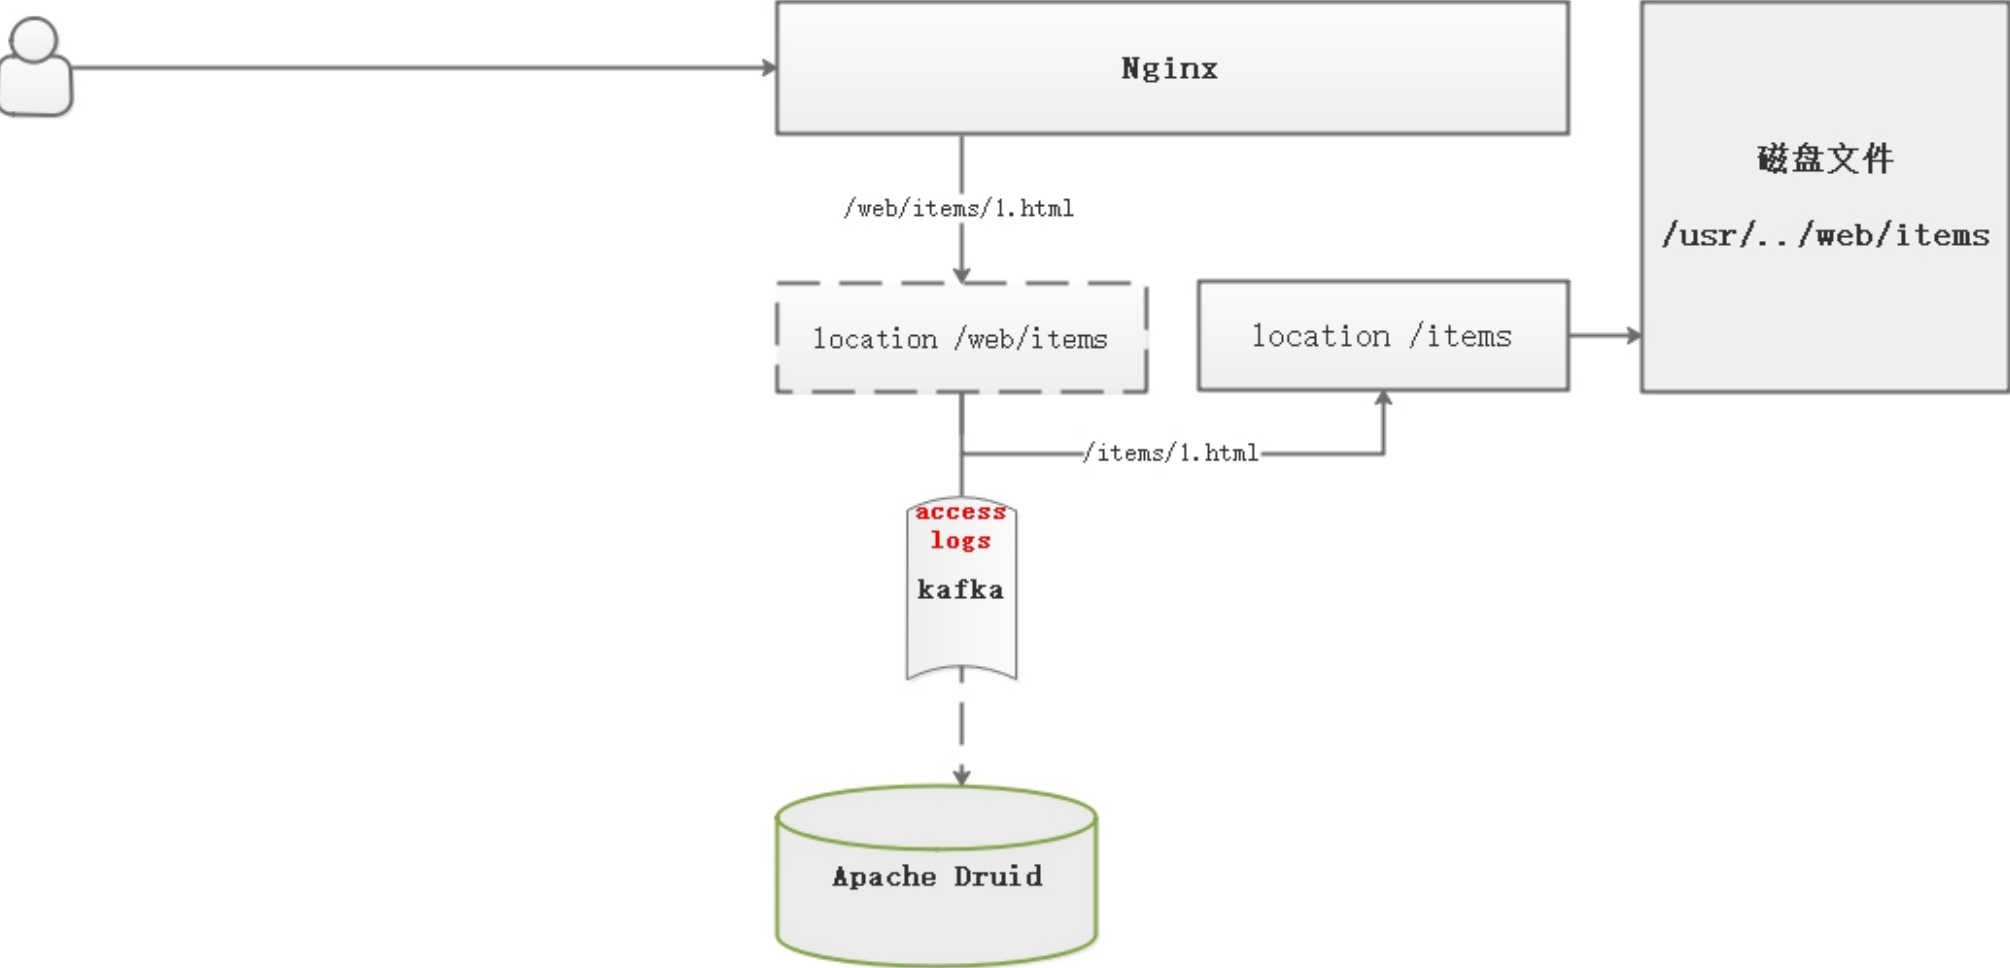 Nginx
磁盘文件
/usr/../web/items
/web/items/1.html
location /web/items
location /items
/items/1.html
access
logs
kafka
Apache Druid